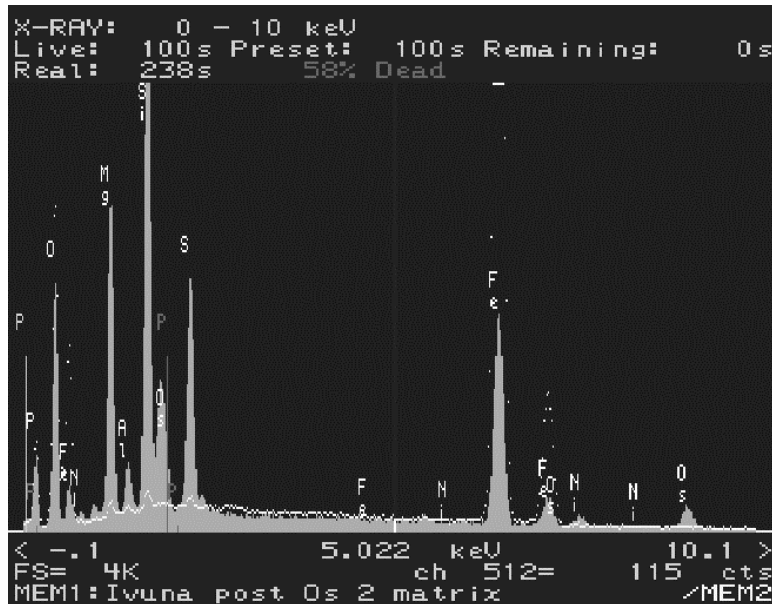 X-RAY: 0 - 10 keV
Live: 100s Preset: 100s Remaining: 0s
Real: 238s 58% Dead
Si
Mg
O
S
Fe
P
P
Os
P
Al
Fe
Ni
P
P
Fe
Ni
Fe
Os
Ni
Ni
Os
< -.1 5.022 keV 10.1 >
FS= 4K ch 512= 115 cts
MEM1:Ivuna post Os 2 matrix /MEM2